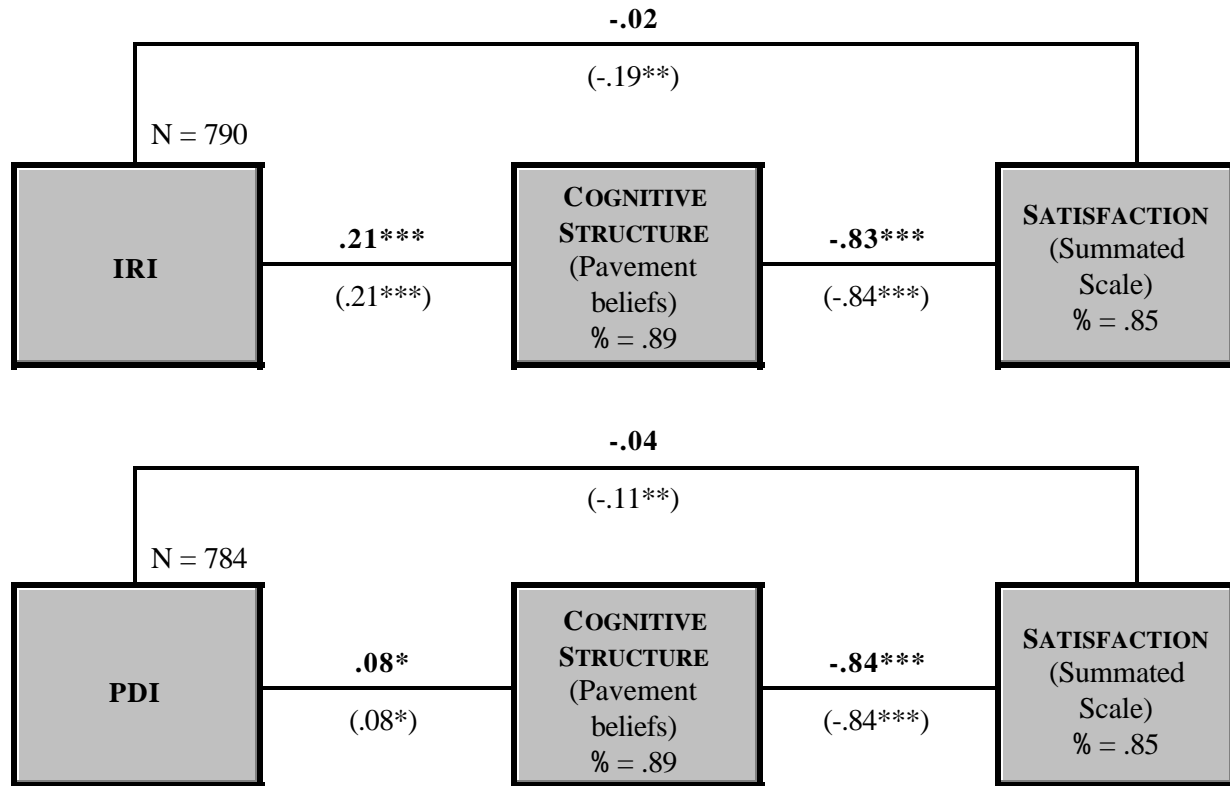 -.02
(-.19**)
N = 790
IRI
.21***
(.21***)
COGNITIVE
STRUCTURE
(Pavement
beliefs)
% = .89
-.83***
(-.84***)
SATISFACTION
(Summated
Scale)
% = .85
-.04
(-.11**)
N = 784
PDI
.08*
(.08*)
COGNITIVE
STRUCTURE
(Pavement
beliefs)
% = .89
-.84***
(-.84***)
SATISFACTION
(Summated
Scale)
% = .85